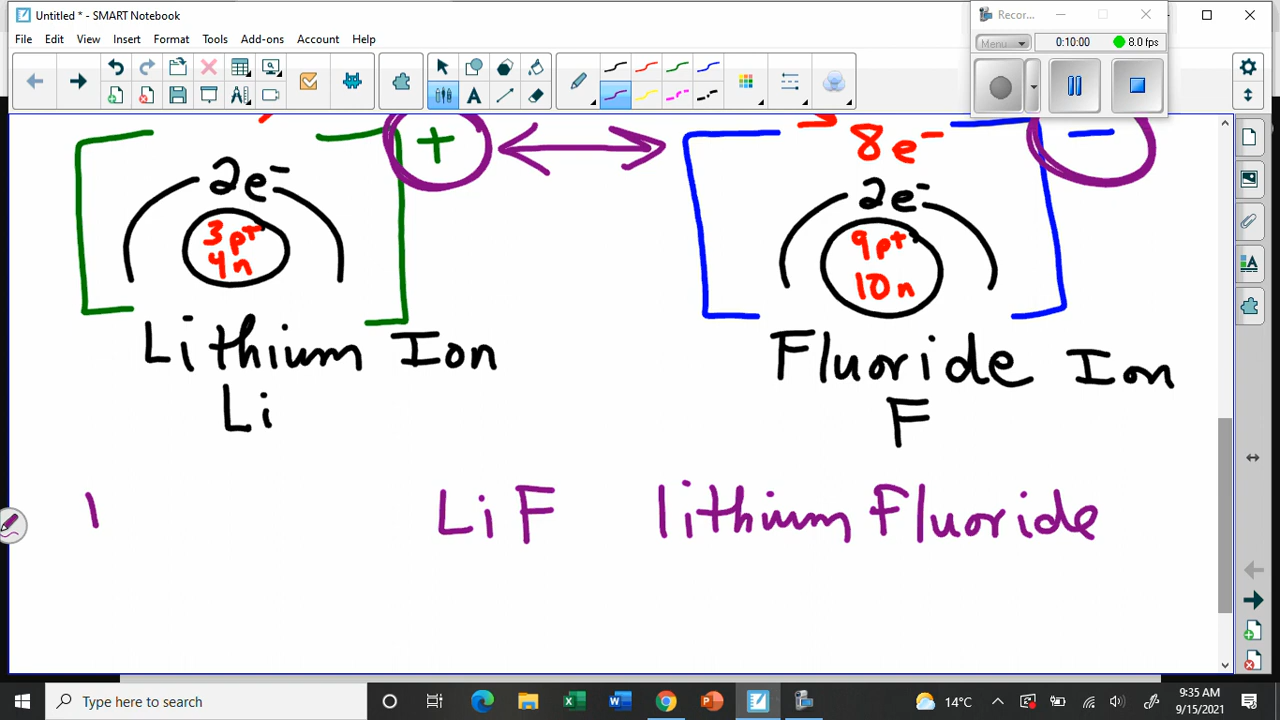 Untitled * - SMART Notebook
Recor...
File Edit View Insert Format Tools Add-ons Account Help
Menu
0:10:00
8.0 fps
+
8e-
-
2e-
2e-
3p+
4n
9p+
10n
Lithium Ion
Fluoride Ion
Li
F
LiF lithium Fluoride
Type here to search
14°C
9:35 AM
9/15/2021